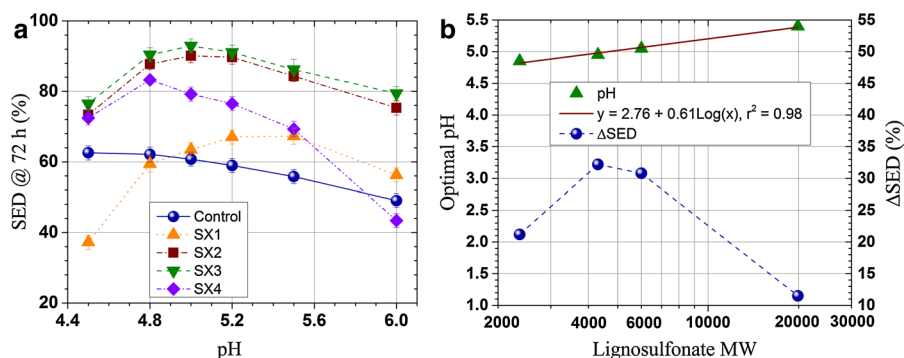 a
SED @ 72 h (%)
100
80
60
40
20
4.4
4.8
5.2
5.6
6.0
pH
Control
SX1
SX2
SX3
SX4
b
Optimal pH
5.5
5.0
4.5
4.0
3.5
3.0
2.5
2.0
1.5
1.0
pH
y = 2.76 + 0.61Log(x), r² = 0.98
ΔSED
2000
4000
6000
10000
20000
30000
Lignosulfonate MW
55
50
45
40
35
30
25
20
15
10
ΔSED (%)